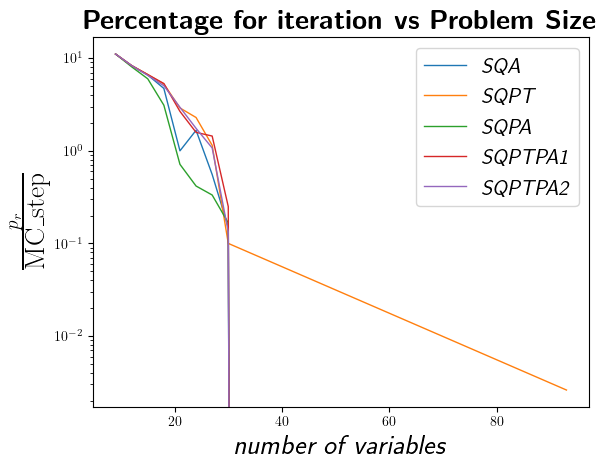 Percentage for iteration vs Problem Size
SQA
SQPT
SQPA
SQPTPA1
SQPTPA2
10¹
10⁰
10⁻¹
10⁻²
p_r
MC_step
20 40 60 80
number of variables